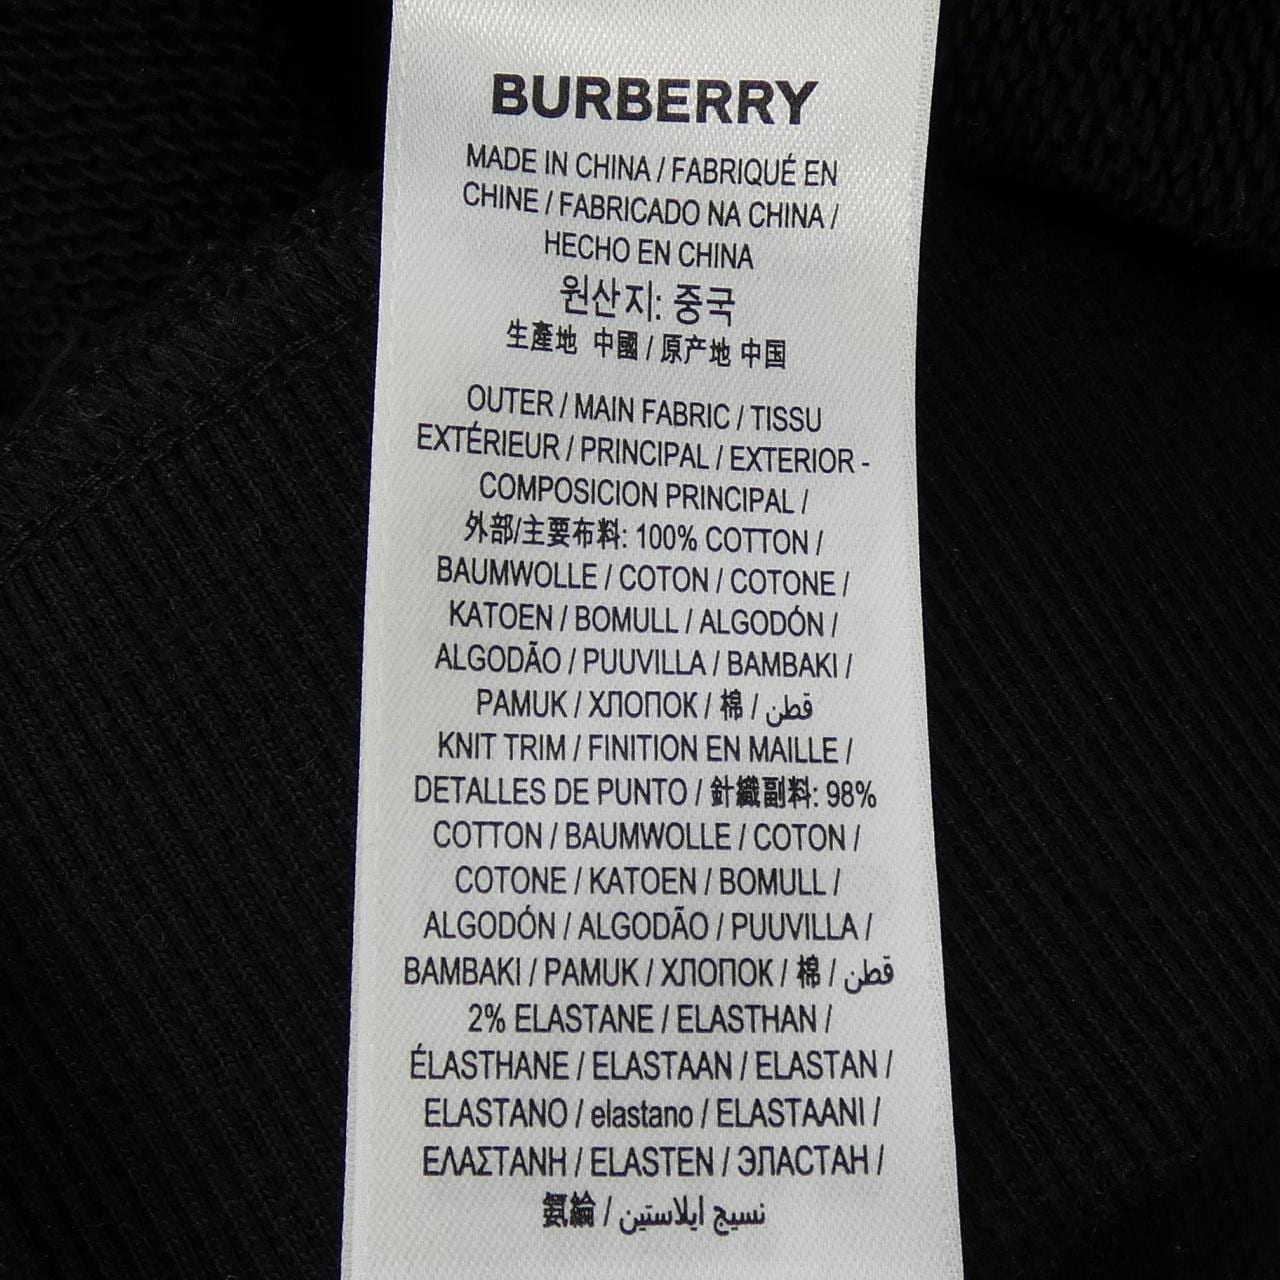 BURBERRY
MADE IN CHINA / FABRIQUÉ EN
CHINE / FABRICADO NA CHINA /
HECHO EN CHINA
원산지: 중국
生產地 中國 / 原产地 中国
OUTER / MAIN FABRIC / TISSU
EXTÉRIEUR / PRINCIPAL / EXTERIOR -
COMPOSICION PRINCIPAL /
外部/主要布料: 100% COTTON /
BAUMWOLLE / COTON / COTONE /
KATOEN / BOMULL / ALGODÓN /
ALGODÃO / PUUVILLA / BAMBAKI /
PAMUK / ХЛОПОК / 棉 / قطن
KNIT TRIM / FINITION EN MAILLE /
DETALLES DE PUNTO / 針織副料: 98%
COTTON / BAUMWOLLE / COTON /
COTONE / KATOEN / BOMULL /
ALGODÓN / ALGODÃO / PUUVILLA /
BAMBAKI / PAMUK / ХЛОПОК / 棉 / قطن
2% ELASTANE / ELASTHAN /
ÉLASTHANE / ELASTAAN / ELASTAN /
ELASTANO / elastano / ELASTAANI /
ΕΛΑΣΤΑΝΗ / ELASTEN / ЭЛАСТАН /
氨綸 / نسيج ايلاستين